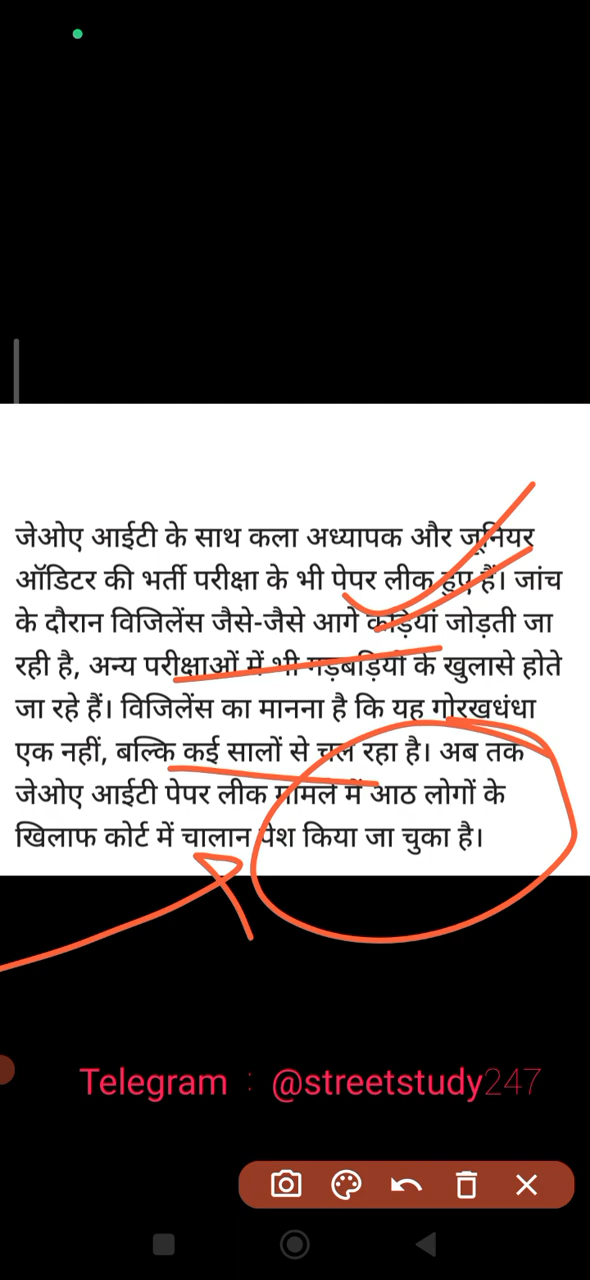 जेओए आईटी के साथ कला अध्यापक और जूनियर
ऑडिटर की भर्ती परीक्षा के भी पेपर लीक हुए हैं। जांच
के दौरान विजिलेंस जैसे-जैसे आगे कड़ियां जोड़ती जा
रही है, अन्य परीक्षाओं में भी गड़बड़ियों के खुलासे होते
जा रहे हैं। विजिलेंस का मानना है कि यह गोरखधंधा
एक नहीं, बल्कि कई सालों से चल रहा है। अब तक
जेओए आईटी पेपर लीक मामले में आठ लोगों के
खिलाफ कोर्ट में चालान पेश किया जा चुका है।
Telegram : @streetstudy247